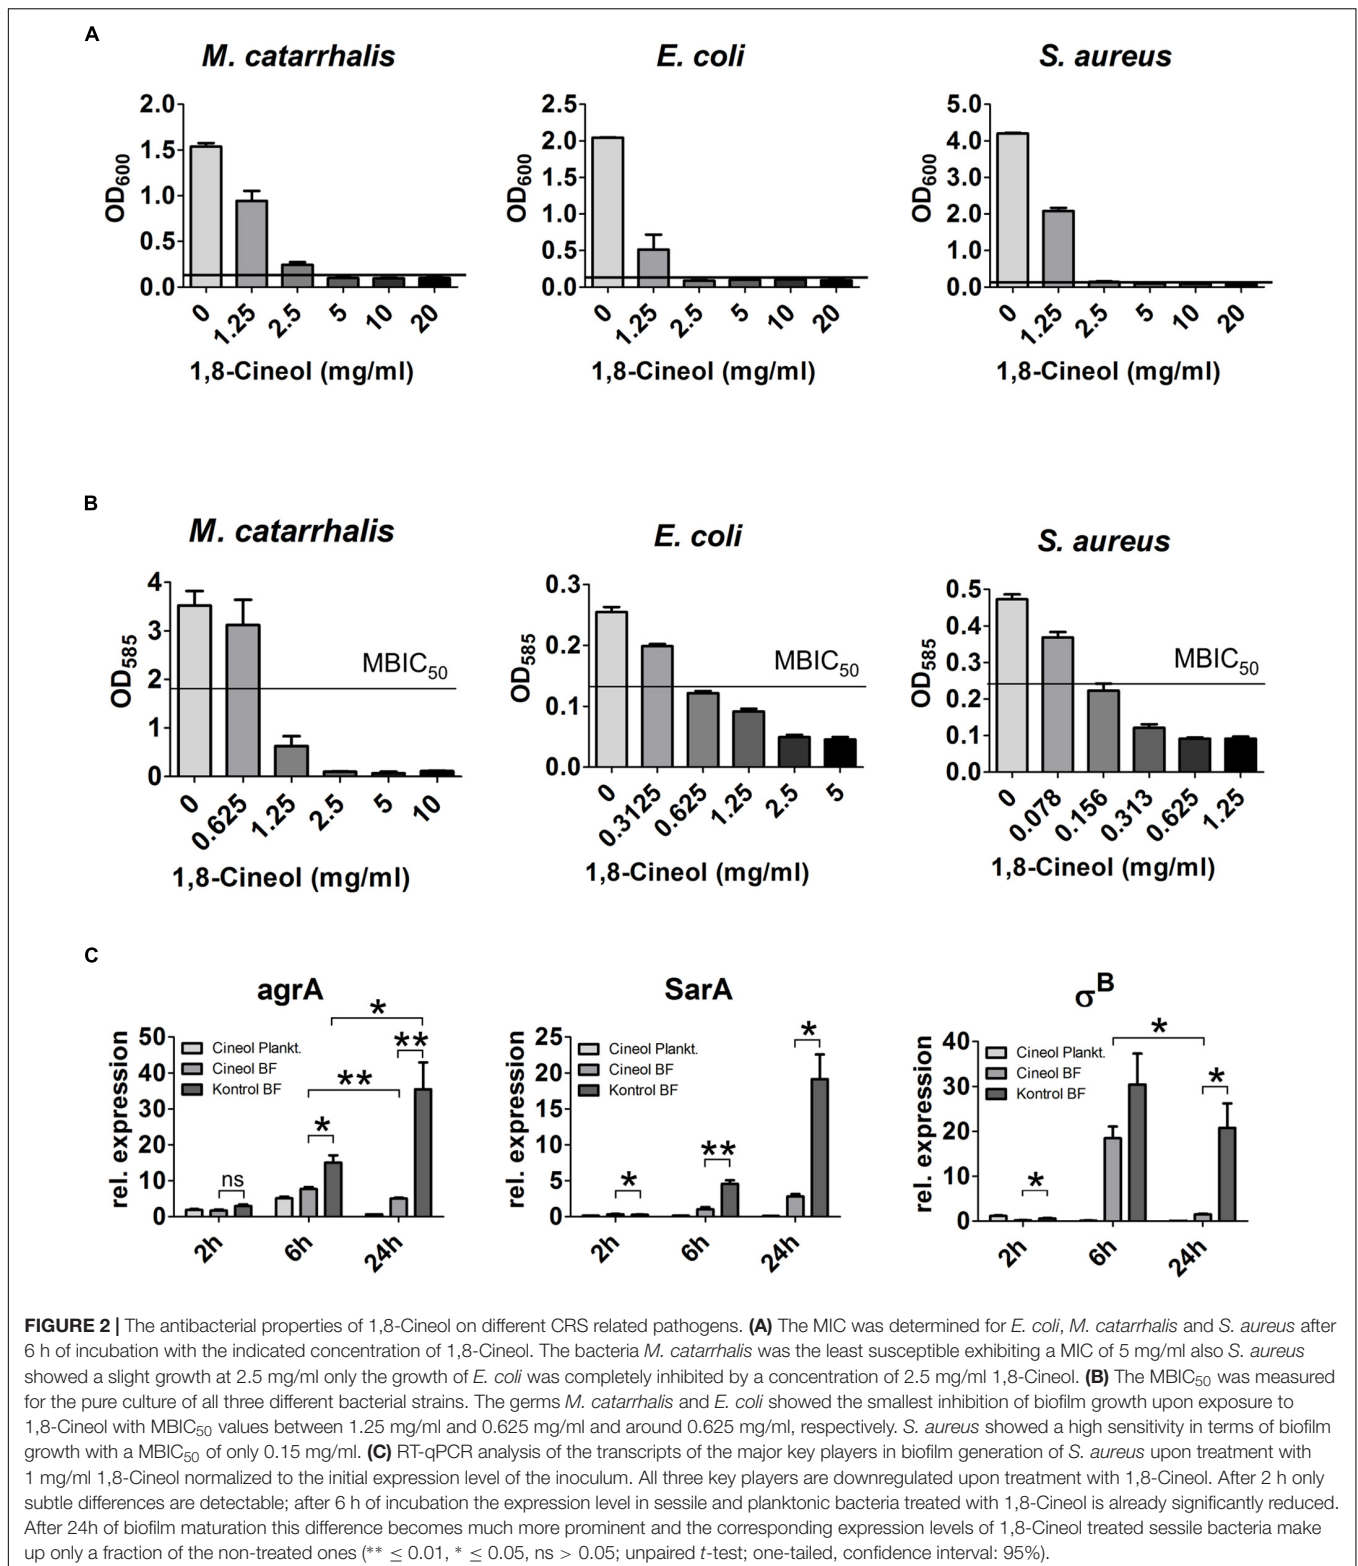 A
M. catarrhalis
E. coli
S. aureus
2.0
1.5
1.0
0.5
0.0
OD600
0
1.25
2.5
5
10
20
1,8-Cineol (mg/ml)
2.5
2.0
1.5
1.0
0.5
0.0
OD600
0
1.25
2.5
5
10
20
1,8-Cineol (mg/ml)
5.0
4.0
3.0
2.0
1.0
0.0
OD600
0
1.25
2.5
5
10
20
1,8-Cineol (mg/ml)
B
M. catarrhalis
E. coli
S. aureus
4
3
2
1
0
OD585
MBIC50
0
0.625
1.25
2.5
5
10
1,8-Cineol (mg/ml)
0.3
0.2
0.1
0.0
OD585
MBIC50
0
0.3125
0.625
1.25
2.5
5
1,8-Cineol (mg/ml)
0.5
0.4
0.3
0.2
0.1
0.0
OD585
MBIC50
0
0.078
0.156
0.313
0.625
1.25
1,8-Cineol (mg/ml)
C
agrA
50
40
30
20
10
0
rel. expression
Cineol Plankt.
Cineol BF
Kontrol BF
*
**
**
*
ns
2h
6h
24h
SarA
25
20
15
10
5
0
rel. expression
Cineol Plankt.
Cineol BF
Kontrol BF
*
**
*
2h
6h
24h
σB
40
30
20
10
0
rel. expression
Cineol Plankt.
Cineol BF
Kontrol BF
*
*
*
2h
6h
24h
FIGURE 2 | The antibacterial properties of 1,8-Cineol on different CRS related pathogens. (A) The MIC was determined for E. coli, M. catarrhalis and S. aureus after
6 h of incubation with the indicated concentration of 1,8-Cineol. The bacteria M. catarrhalis was the least susceptible exhibiting a MIC of 5 mg/ml also S. aureus
showed a slight growth at 2.5 mg/ml only the growth of E. coli was completely inhibited by a concentration of 2.5 mg/ml 1,8-Cineol. (B) The MBIC50 was measured
for the pure culture of all three different bacterial strains. The germs M. catarrhalis and E. coli showed the smallest inhibition of biofilm growth upon exposure to
1,8-Cineol with MBIC50 values between 1.25 mg/ml and 0.625 mg/ml and around 0.625 mg/ml, respectively. S. aureus showed a high sensitivity in terms of biofilm
growth with a MBIC50 of only 0.15 mg/ml. (C) RT-qPCR analysis of the transcripts of the major key players in biofilm generation of S. aureus upon treatment with
1 mg/ml 1,8-Cineol normalized to the initial expression level of the inoculum. All three key players are downregulated upon treatment with 1,8-Cineol. After 2 h only
subtle differences are detectable; after 6 h of incubation the expression level in sessile and planktonic bacteria treated with 1,8-Cineol is already significantly reduced.
After 24h of biofilm maturation this difference becomes much more prominent and the corresponding expression levels of 1,8-Cineol treated sessile bacteria make
up only a fraction of the non-treated ones (** ≤ 0.01, * ≤ 0.05, ns > 0.05; unpaired t-test; one-tailed, confidence interval: 95%).